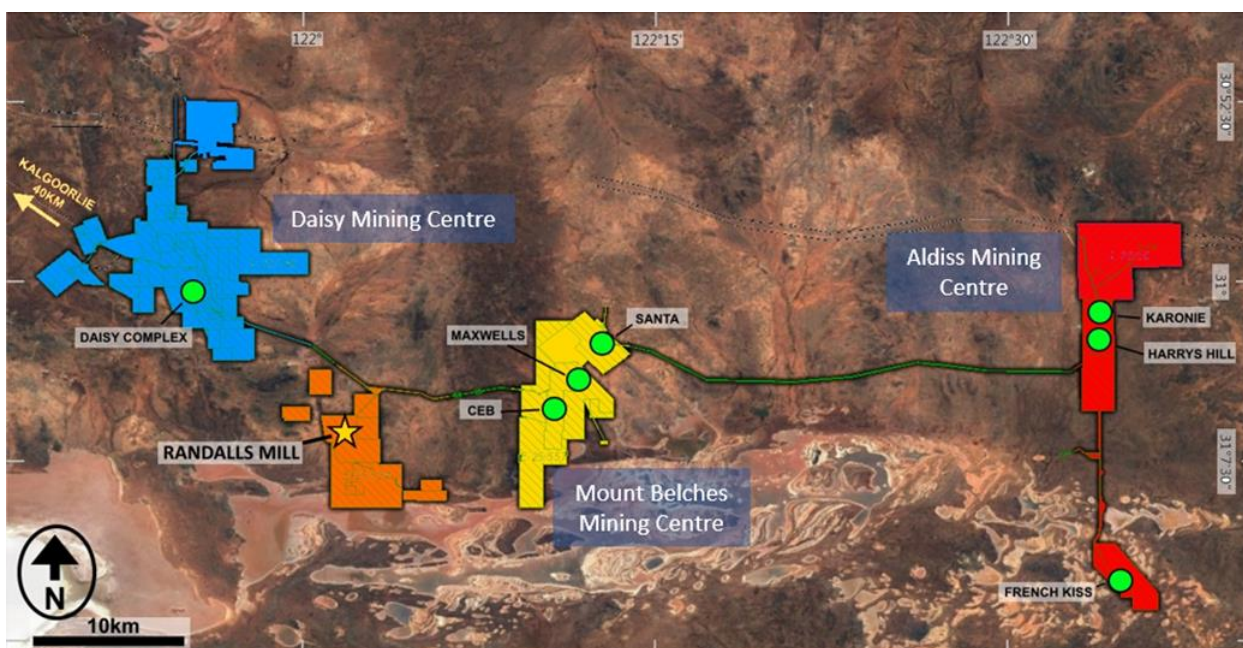 122°
122°15'
122°30'
30°52'30"
KALGOORLIE
40KM
Daisy Mining Centre
Aldiss Mining
Centre
31°
DAISY COMPLEX
MAXWELLS
SANTA
KARONIE
HARRYS HILL
CEB
RANDALLS MILL
31°7'30"
Mount Belches
Mining Centre
FRENCH KISS
N
10km